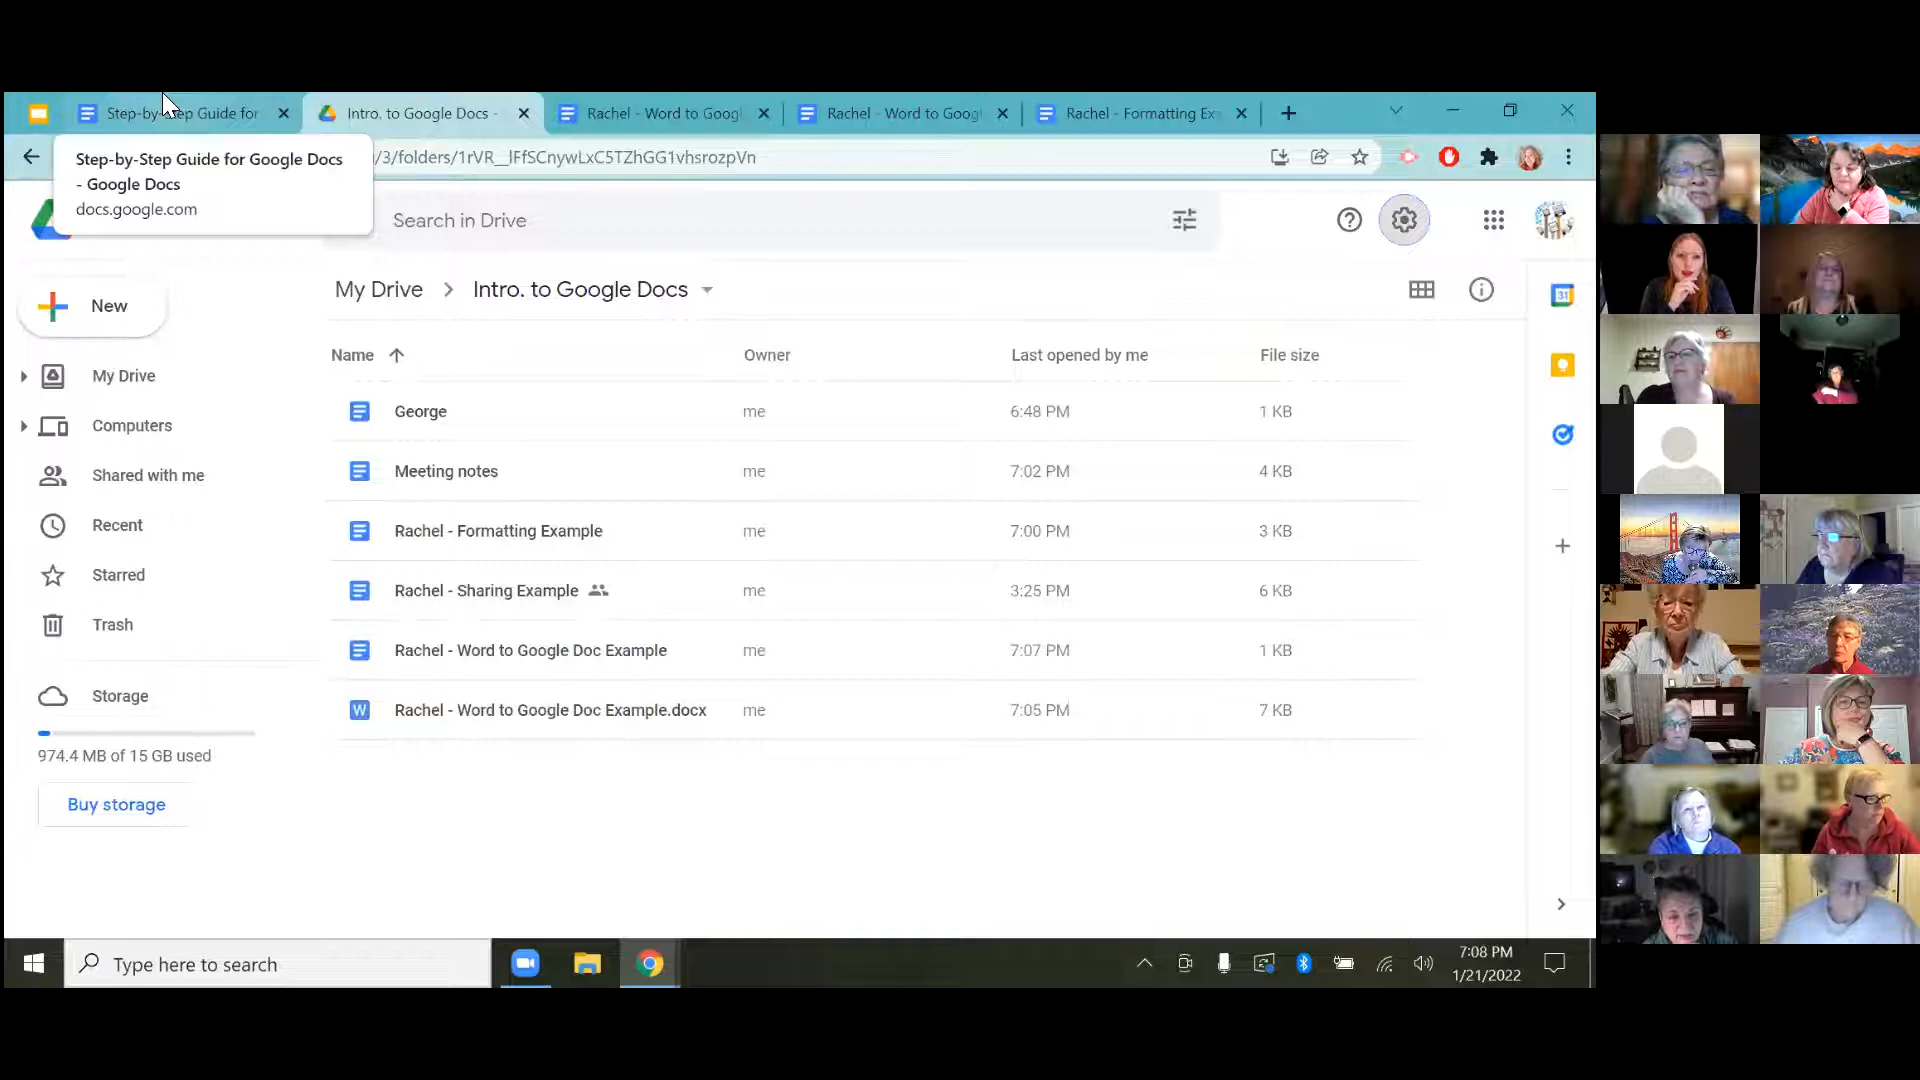 Step-by-Step Guide for
Intro. to Google Docs -
Rachel - Word to Googl
Rachel - Word to Googl
Rachel - Formatting Ex
Step-by-Step Guide for Google Docs
- Google Docs
docs.google.com
/3/folders/1rVR__lFfSCnywLxC5TZhGG1vhsrozpVn
Search in Drive
New
My Drive
Computers
Shared with me
Recent
Starred
Trash
Storage
974.4 MB of 15 GB used
Buy storage
My Drive > Intro. to Google Docs
Name Owner Last opened by me File size
George me 6:48 PM 1 KB
Meeting notes me 7:02 PM 4 KB
Rachel - Formatting Example me 7:00 PM 3 KB
Rachel - Sharing Example me 3:25 PM 6 KB
Rachel - Word to Google Doc Example me 7:07 PM 1 KB
W Rachel - Word to Google Doc Example.docx me 7:05 PM 7 KB
31
Type here to search
7:08 PM
1/21/2022